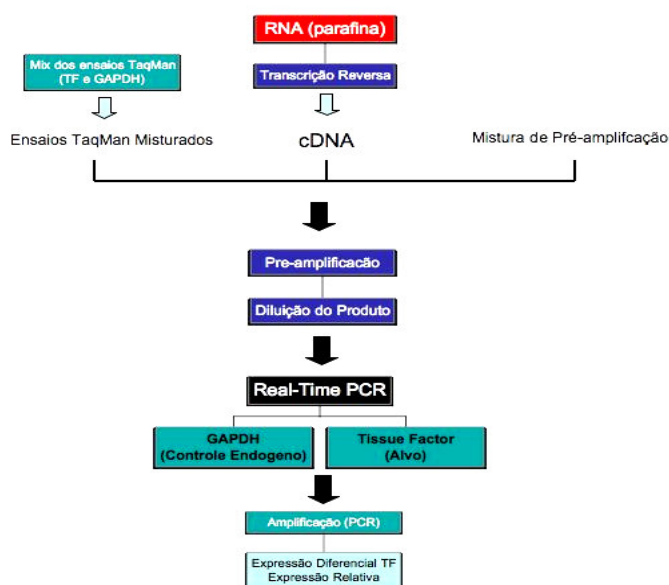 RNA (parafina)
Mix dos ensaios TaqMan
(TF e GAPDH)
Transcrição Reversa
Ensaios TaqMan Misturados
cDNA
Mistura de Pré-amplifcação
Pre-amplificacão
Diluição do Produto
Real-Time PCR
GAPDH
(Controle Endogeno)
Tissue Factor
(Alvo)
Amplificação (PCR)
Expressão Diferencial TF
Expressão Relativa